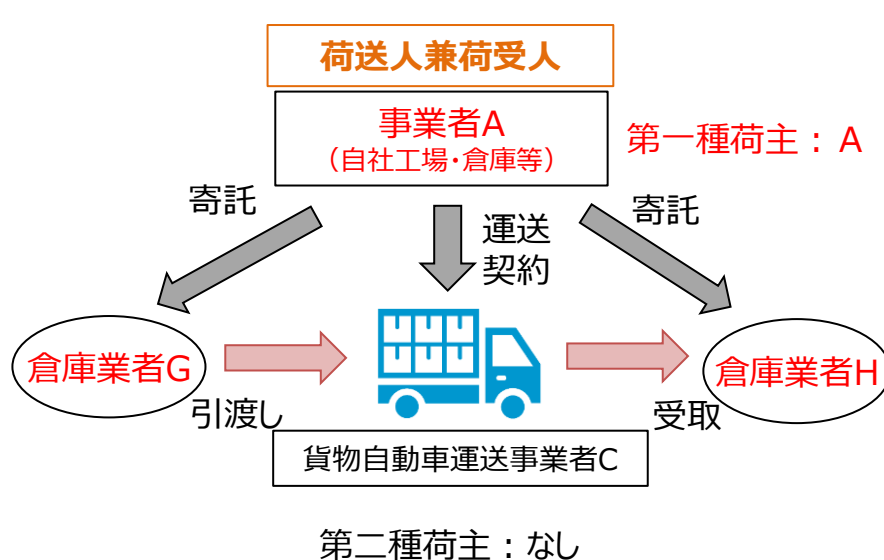 荷送人兼荷受人
事業者A
（自社工場・倉庫等）
第一種荷主：A
寄託
運送
契約
寄託
倉庫業者G
引渡し
受取
倉庫業者H
貨物自動車運送事業者C
第二種荷主：なし